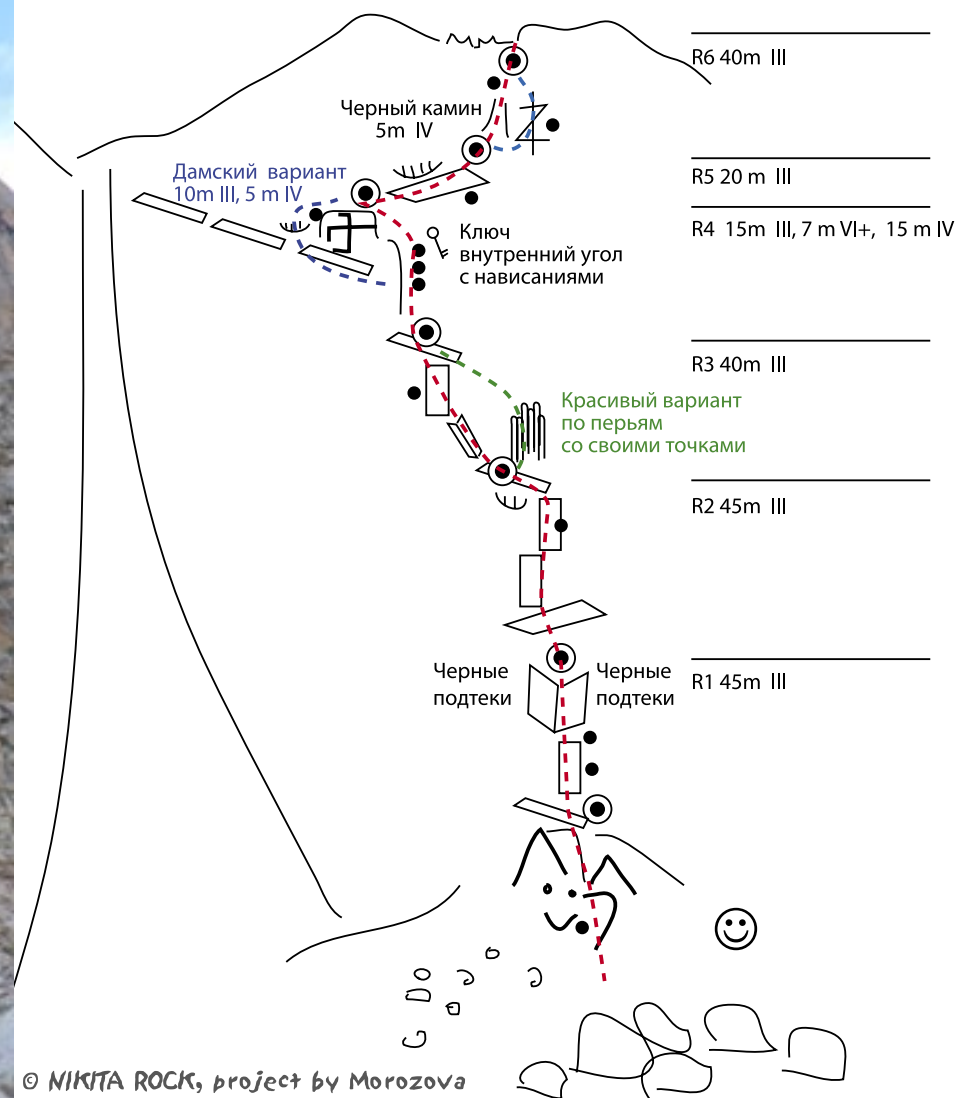 R6 40m III
Черный камин
5m IV
Дамский вариант
10m III, 5 m IV
R5 20 m III
R4 15m III, 7 m VI+, 15 m IV
Ключ
внутренний угол
с нависаниями
R3 40m III
Красивый вариант
по перьям
со своими точками
R2 45m III
Черные
подтеки
Черные
подтеки
R1 45m III
© NIKITA ROCK, project by Morozova